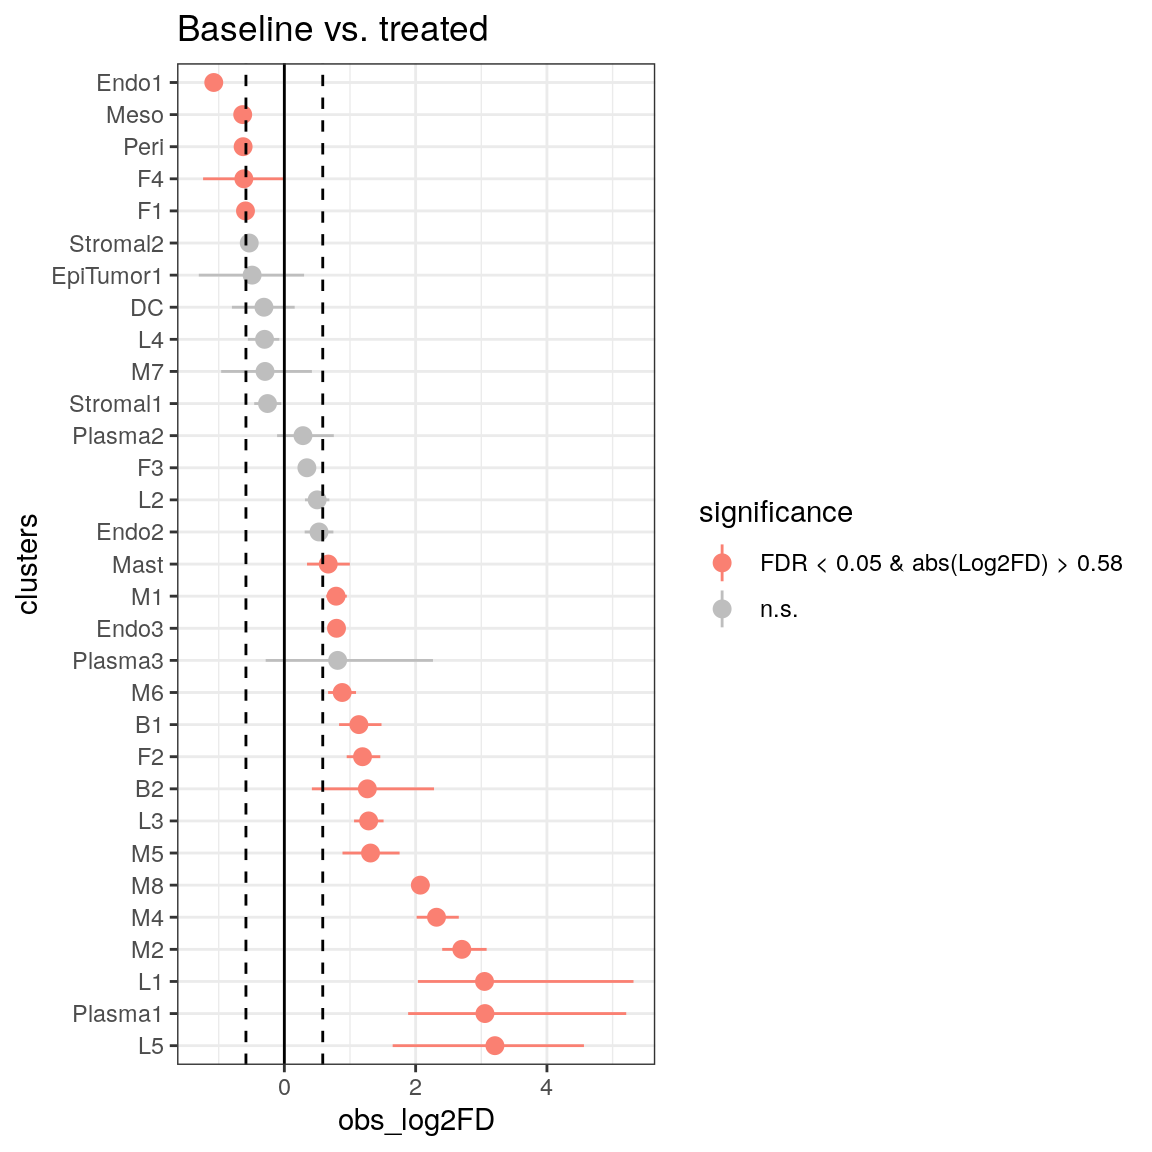 Baseline vs. treated
Endo1
Meso
Peri
F4
F1
Stromal2
EpiTumor1
DC
L4
M7
Stromal1
Plasma2
F3
L2
Endo2
Mast
M1
Endo3
Plasma3
M6
B1
F2
B2
L3
M5
M8
M4
M2
L1
Plasma1
L5
clusters
0 2 4
obs_log2FD
significance
FDR < 0.05 & abs(Log2FD) > 0.58
n.s.